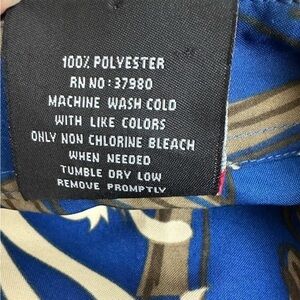 100% POLYESTER
RN NO: 37980
MACHINE WASH COLD
WITH LIKE COLORS
ONLY NON CHLORINE BLEACH
WHEN NEEDED
TUMBLE DRY LOW
REMOVE PROMPTLY